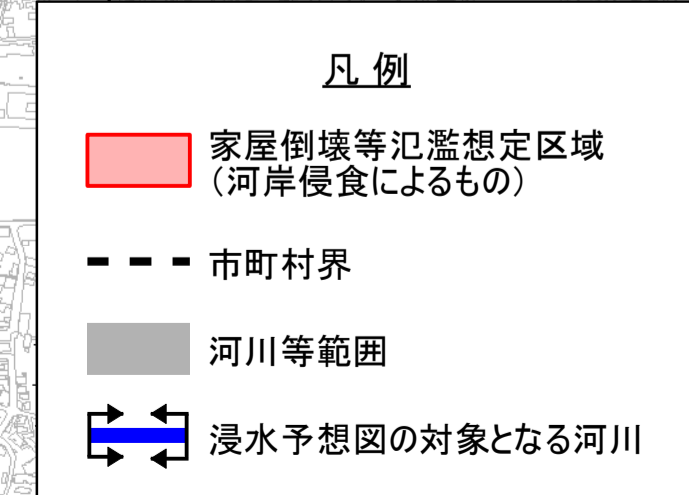 凡 例
家屋倒壊等氾濫想定区域
（河岸侵食によるもの）
市町村界
河川等範囲
浸水予想図の対象となる河川